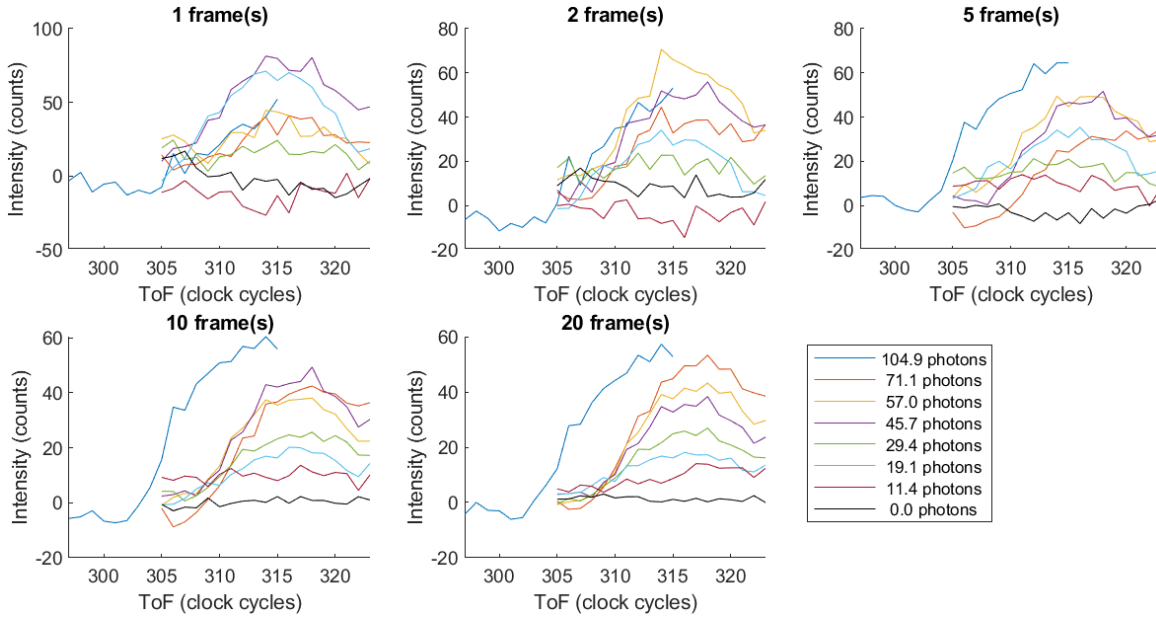 1 frame(s)
2 frame(s)
5 frame(s)
100
50
0
-50
Intensity (counts)
300 305 310 315 320
ToF (clock cycles)
80
60
40
20
0
-20
Intensity (counts)
300 305 310 315 320
ToF (clock cycles)
80
60
40
20
0
-20
Intensity (counts)
300 305 310 315 320
ToF (clock cycles)
10 frame(s)
20 frame(s)
60
40
20
0
-20
Intensity (counts)
300 305 310 315 320
ToF (clock cycles)
60
40
20
0
-20
Intensity (counts)
300 305 310 315 320
ToF (clock cycles)
104.9 photons
71.1 photons
57.0 photons
45.7 photons
29.4 photons
19.1 photons
11.4 photons
0.0 photons